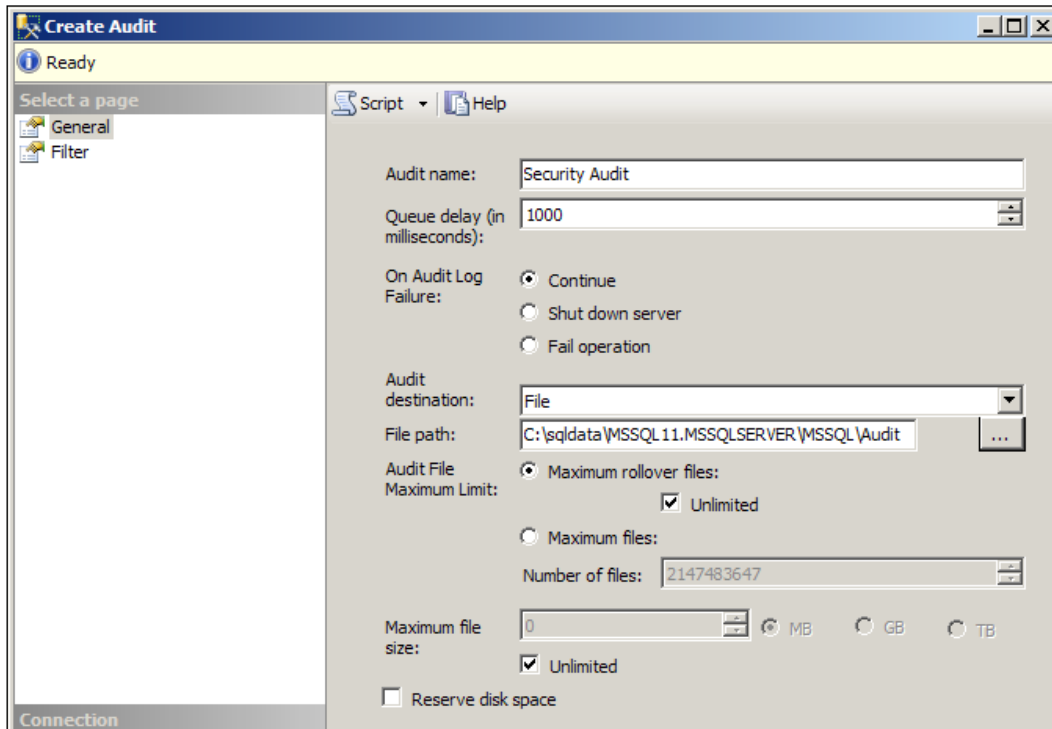 Create Audit
Ready
Select a page
General
Filter
Connection
Script
Help
Audit name:
Security Audit
Queue delay (in
milliseconds):
1000
On Audit Log
Failure:
Continue
Shut down server
Fail operation
Audit
destination:
File
File path:
C:\sqldata\MSSQL11.MSSQLSERVER\MSSQL\Audit
...
Audit File
Maximum Limit:
Maximum rollover files:
Unlimited
Maximum files:
Number of files:
2147483647
Maximum file
size:
0
MB
GB
TB
Unlimited
Reserve disk space